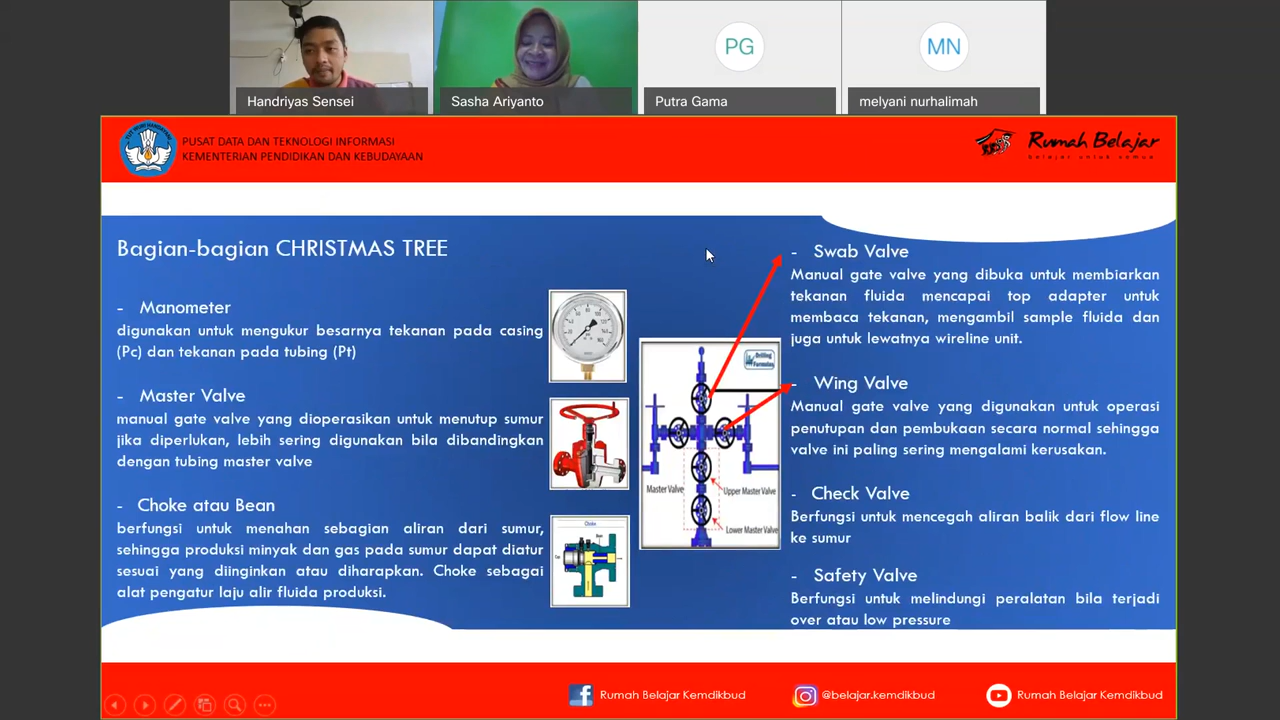 PG
MN
Handriyas Sensei
Sasha Ariyanto
Putra Gama
melyani nurhalimah
PUSAT DATA DAN TEKNOLOGI INFORMASI
KEMENTERIAN PENDIDIKAN DAN KEBUDAYAAN
Rumah Belajar
belajar untuk semua
Bagian-bagian CHRISTMAS TREE
- Manometer
digunakan untuk mengukur besarnya tekanan pada casing
(Pc) dan tekanan pada tubing (Pt)
- Master Valve
manual gate valve yang dioperasikan untuk menutup sumur
jika diperlukan, lebih sering digunakan bila dibandingkan
dengan tubing master valve
- Choke atau Bean
berfungsi untuk menahan sebagian aliran dari sumur,
sehingga produksi minyak dan gas pada sumur dapat diatur
sesuai yang diinginkan atau diharapkan. Choke sebagai
alat pengatur laju alir fluida produksi.
Choke
Drilling
Formulas
Master Valve
Upper Master Valve
Lower Master Valve
- Swab Valve
Manual gate valve yang dibuka untuk membiarkan
tekanan fluida mencapai top adapter untuk
membaca tekanan, mengambil sample fluida dan
juga untuk lewatnya wireline unit.
- Wing Valve
Manual gate valve yang digunakan untuk operasi
penutupan dan pembukaan secara normal sehingga
valve ini paling sering mengalami kerusakan.
- Check Valve
Berfungsi untuk mencegah aliran balik dari flow line
ke sumur
- Safety Valve
Berfungsi untuk melindungi peralatan bila terjadi
over atau low pressure
Rumah Belajar Kemdikbud
@belajar.kemdikbud
Rumah Belajar Kemdikbud